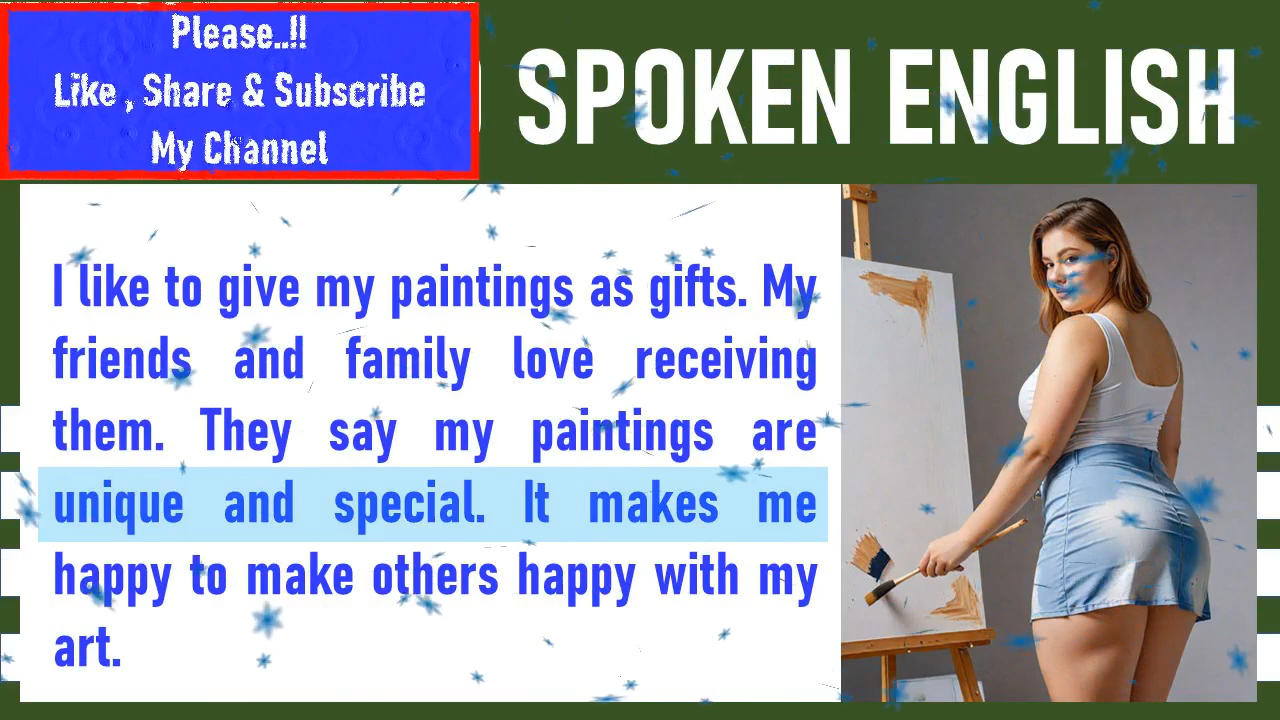 Please..!!
Like , Share & Subscribe
My Channel
SPOKEN ENGLISH
I like to give my paintings as gifts. My
friends and family love receiving
them. They say my paintings are
unique and special. It makes me
happy to make others happy with my
art.